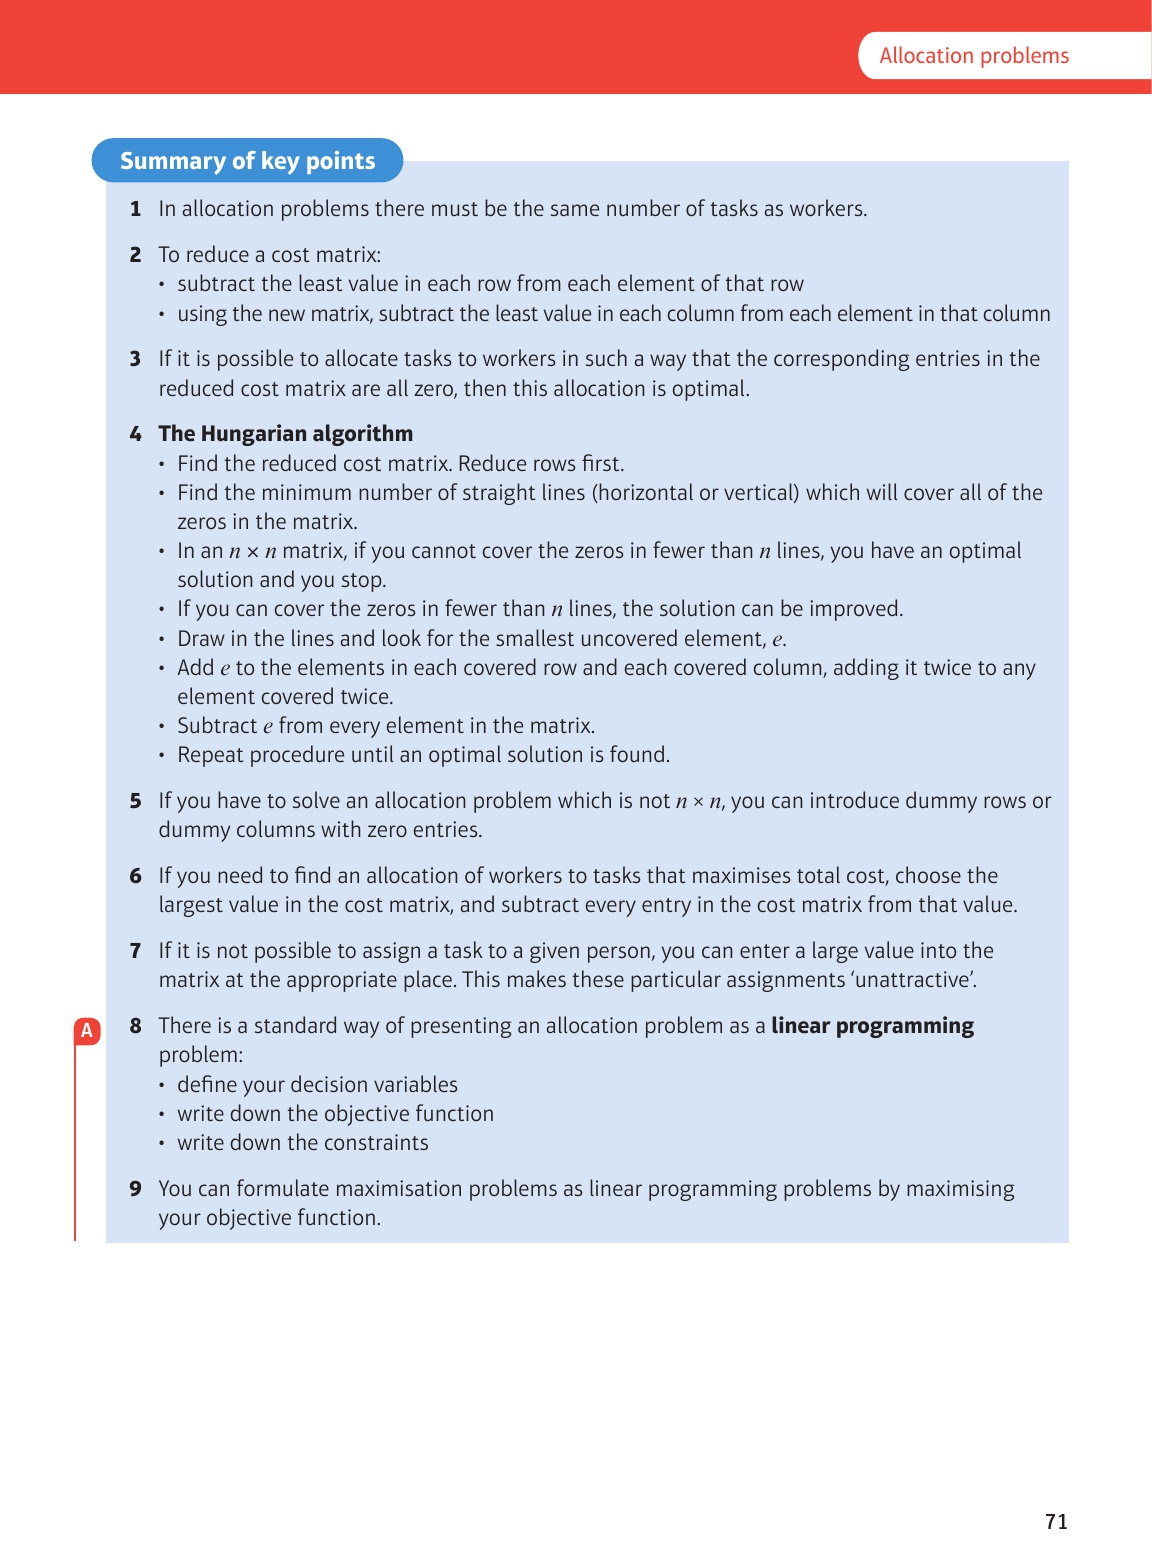 Allocation problems
Summary of key points
1 In allocation problems there must be the same number of tasks as workers.
2 To reduce a cost matrix:
• subtract the least value in each row from each element of that row
• using the new matrix, subtract the least value in each column from each element in that column
3 If it is possible to allocate tasks to workers in such a way that the corresponding entries in the
reduced cost matrix are all zero, then this allocation is optimal.
4 The Hungarian algorithm
• Find the reduced cost matrix. Reduce rows first.
• Find the minimum number of straight lines (horizontal or vertical) which will cover all of the
zeros in the matrix.
• In an n × n matrix, if you cannot cover the zeros in fewer than n lines, you have an optimal
solution and you stop.
• If you can cover the zeros in fewer than n lines, the solution can be improved.
• Draw in the lines and look for the smallest uncovered element, e.
• Add e to the elements in each covered row and each covered column, adding it twice to any
element covered twice.
• Subtract e from every element in the matrix.
• Repeat procedure until an optimal solution is found.
5 If you have to solve an allocation problem which is not n × n, you can introduce dummy rows or
dummy columns with zero entries.
6 If you need to find an allocation of workers to tasks that maximises total cost, choose the
largest value in the cost matrix, and subtract every entry in the cost matrix from that value.
7 If it is not possible to assign a task to a given person, you can enter a large value into the
matrix at the appropriate place. This makes these particular assignments ‘unattractive’.
A
8 There is a standard way of presenting an allocation problem as a linear programming
problem:
• define your decision variables
• write down the objective function
• write down the constraints
9 You can formulate maximisation problems as linear programming problems by maximising
your objective function.
71